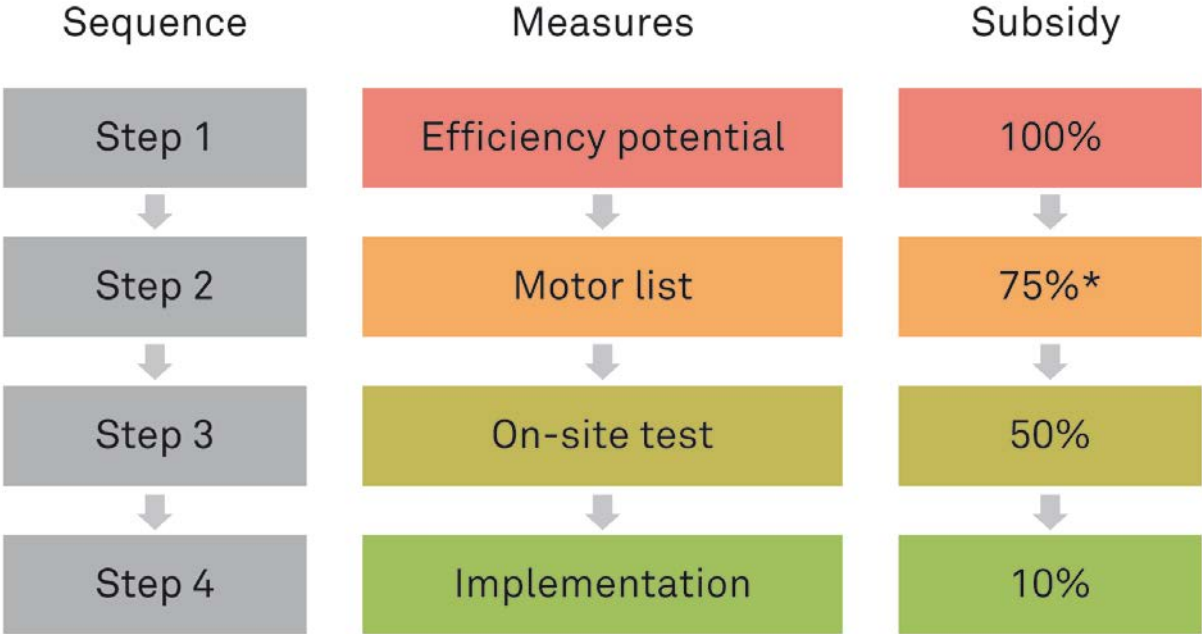 Sequence Measures Subsidy
Step 1 Efficiency potential 100%
Step 2 Motor list 75%*
Step 3 On-site test 50%
Step 4 Implementation 10%